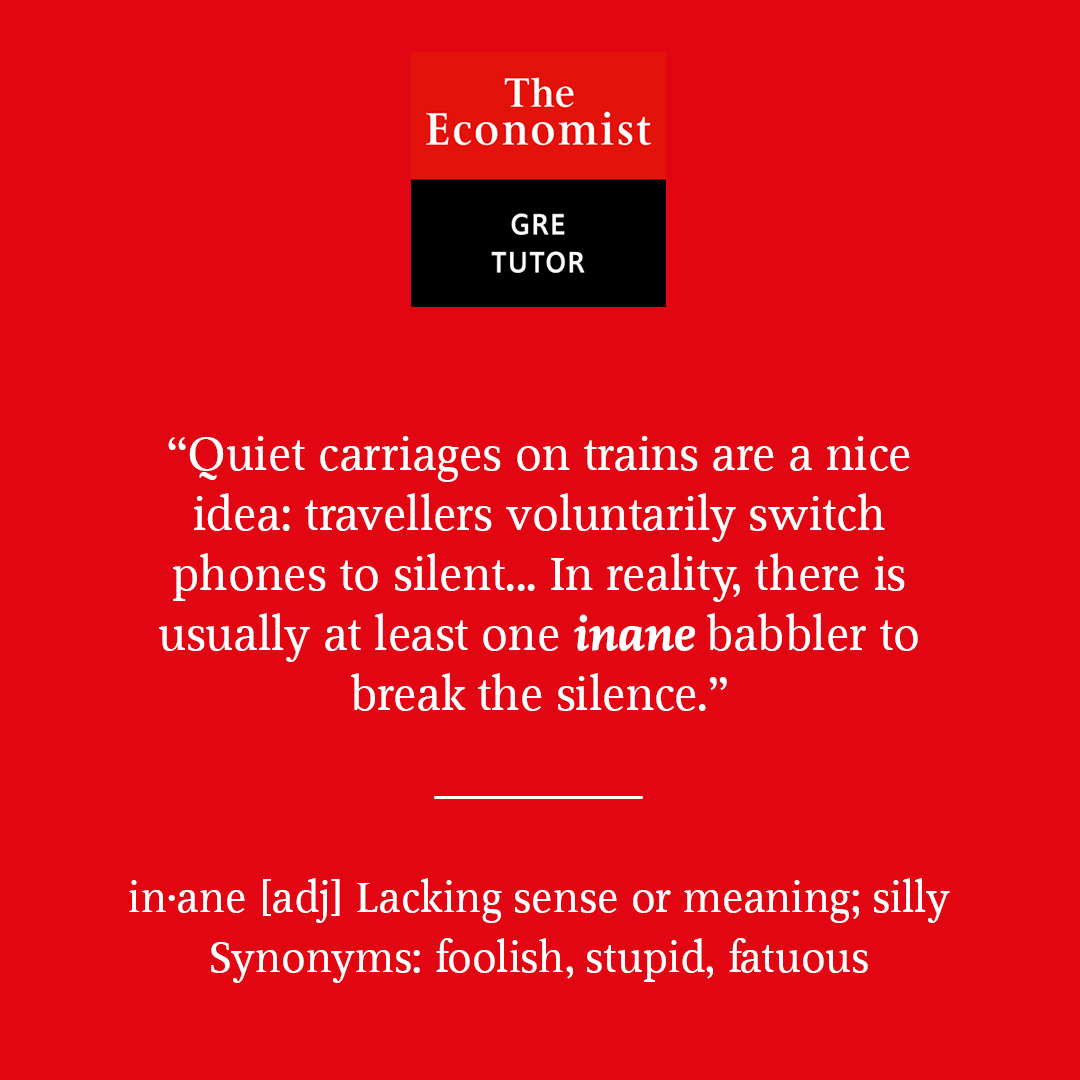 The
Economist
GRE
TUTOR
“Quiet carriages on trains are a nice
idea: travellers voluntarily switch
phones to silent... In reality, there is
usually at least one inane babbler to
break the silence.”
in·ane [adj] Lacking sense or meaning; silly
Synonyms: foolish, stupid, fatuous